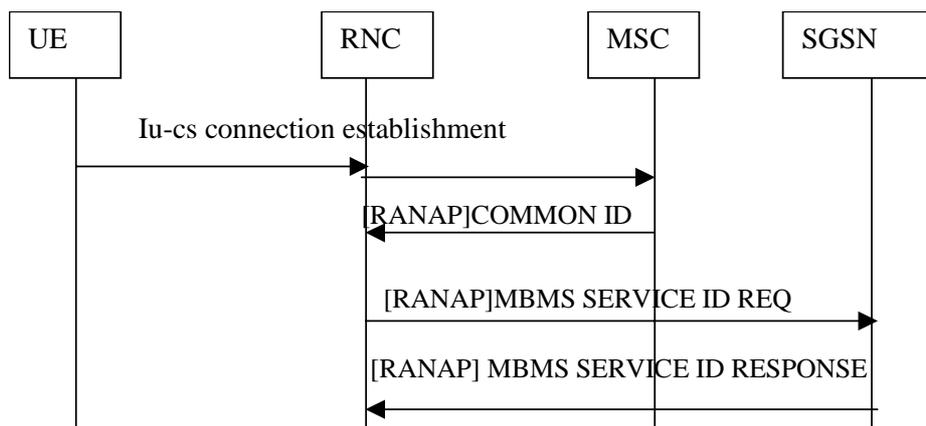 UE
RNC
MSC
SGSN
Iu-cs connection establishment
[RANAP]COMMON ID
[RANAP]MBMS SERVICE ID REQ
[RANAP] MBMS SERVICE ID RESPONSE